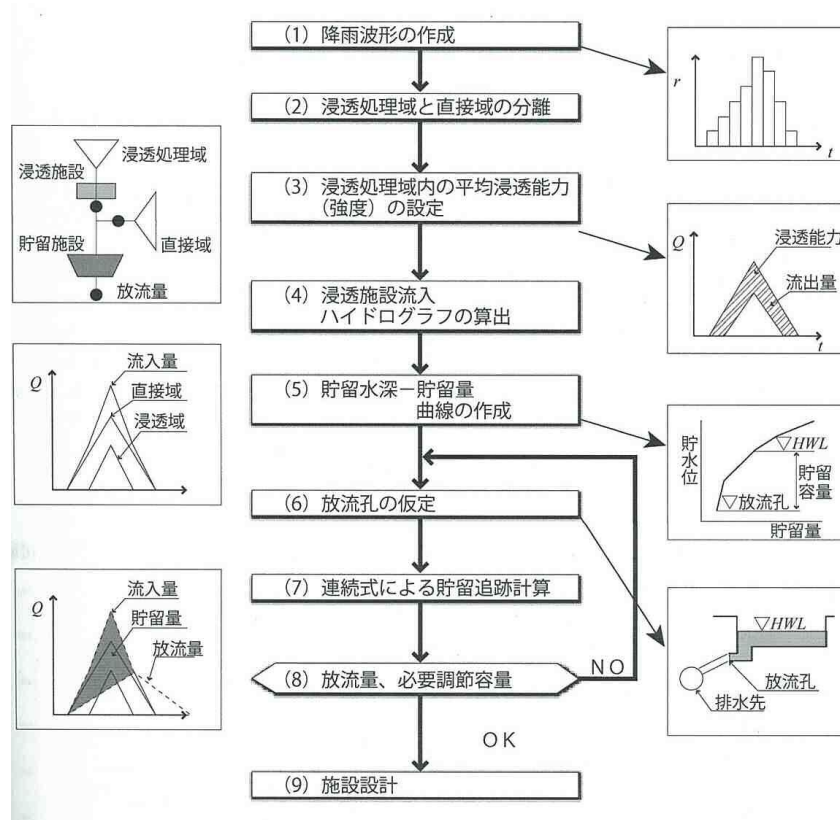 (1) 降雨波形の作成
(2) 浸透処理域と直接域の分離
(3) 浸透処理域内の平均浸透能力
(強度)の設定
(4) 浸透施設流入
ハイドログラフの算出
(5) 貯留水深－貯留量
曲線の作成
(6) 放流孔の仮定
(7) 連続式による貯留追跡計算
(8) 放流量、必要調節容量
NO
OK
(9) 施設設計
浸透処理域
浸透施設
貯留施設
直接域
放流量
Q
流入量
直接域
浸透域
Q
流入量
貯留量
放流量
r
t
Q
浸透能力
流出量
t
貯水位
▽HWL
貯留容量
▽放流孔
貯留量
▽HWL
放流孔
排水先